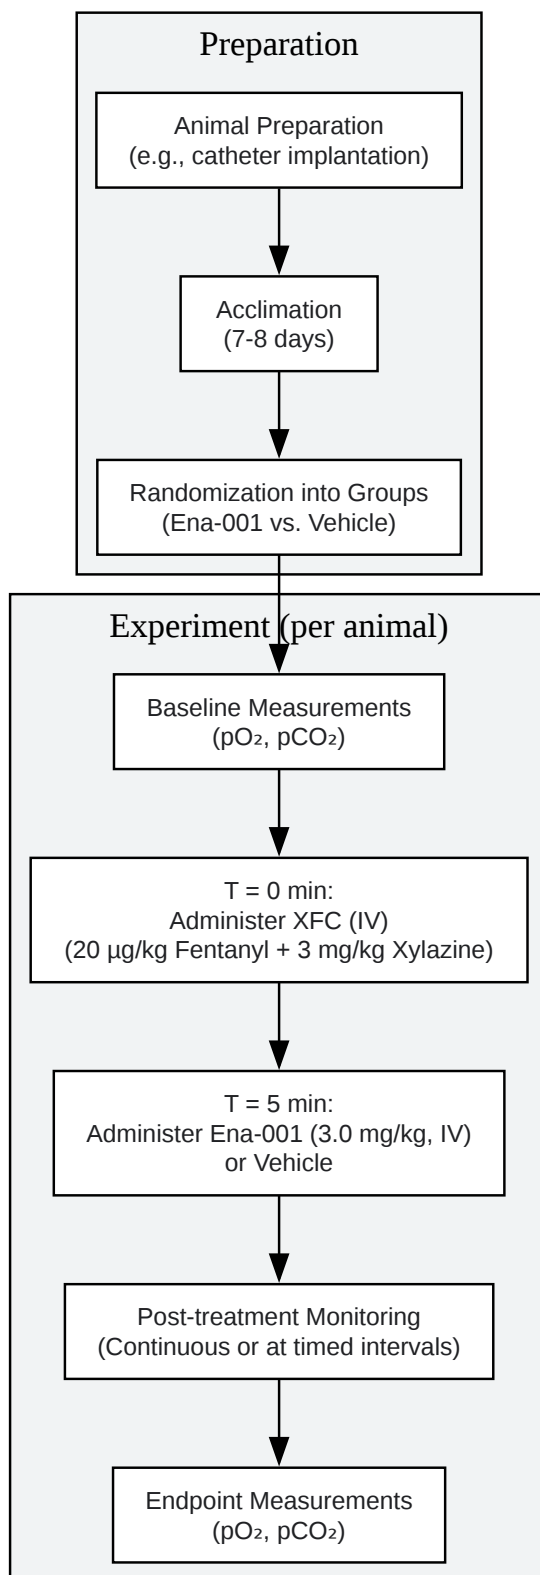 Preparation
Animal Preparation
(e.g., catheter implantation)
Acclimation
(7-8 days)
Randomization into Groups
(Ena-001 vs. Vehicle)
Experiment (per animal)
Baseline Measurements
(pO₂, pCO₂)
T = 0 min:
Administer XFC (IV)
(20 µg/kg Fentanyl + 3 mg/kg Xylazine)
T = 5 min:
Administer Ena-001 (3.0 mg/kg, IV)
or Vehicle
Post-treatment Monitoring
(Continuous or at timed intervals)
Endpoint Measurements
(pO₂, pCO₂)